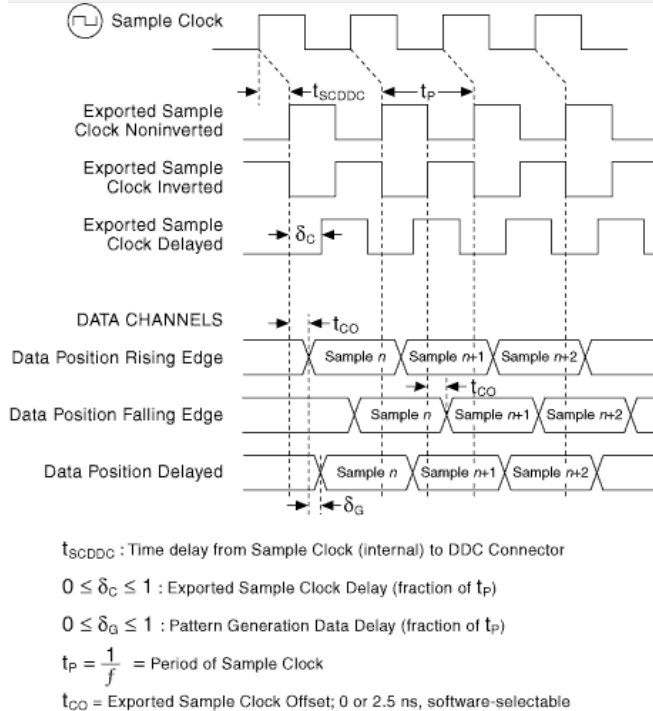 Sample Clock
tSCDDC
tP
Exported Sample
Clock Noninverted
Exported Sample
Clock Inverted
Exported Sample
Clock Delayed
δC
DATA CHANNELS
tCO
Data Position Rising Edge
Sample n
Sample n+1
Sample n+2
tCO
Data Position Falling Edge
Sample n
Sample n+1
Sample n+2
Data Position Delayed
Sample n
Sample n+1
Sample n+2
δG
tSCDDC : Time delay from Sample Clock (internal) to DDC Connector
0 ≤ δC ≤ 1 : Exported Sample Clock Delay (fraction of tP)
0 ≤ δG ≤ 1 : Pattern Generation Data Delay (fraction of tP)
tP = 1/f = Period of Sample Clock
tCO = Exported Sample Clock Offset; 0 or 2.5 ns, software-selectable